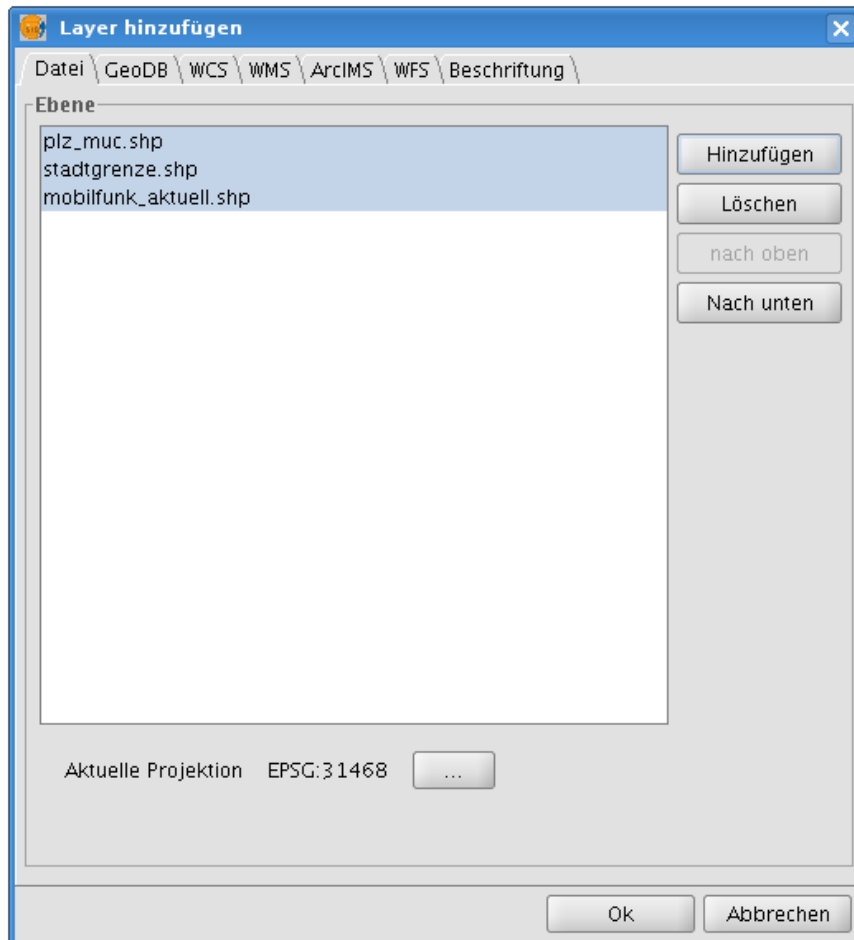 Layer hinzufügen
Datei GeoDB WCS WMS ArcIMS WFS Beschriftung
Ebene
plz_muc.shp
stadtgrenze.shp
mobilfunk_aktuell.shp
Hinzufügen
Löschen
nach oben
Nach unten
Aktuelle Projektion EPSG:31468 ...
Ok Abbrechen